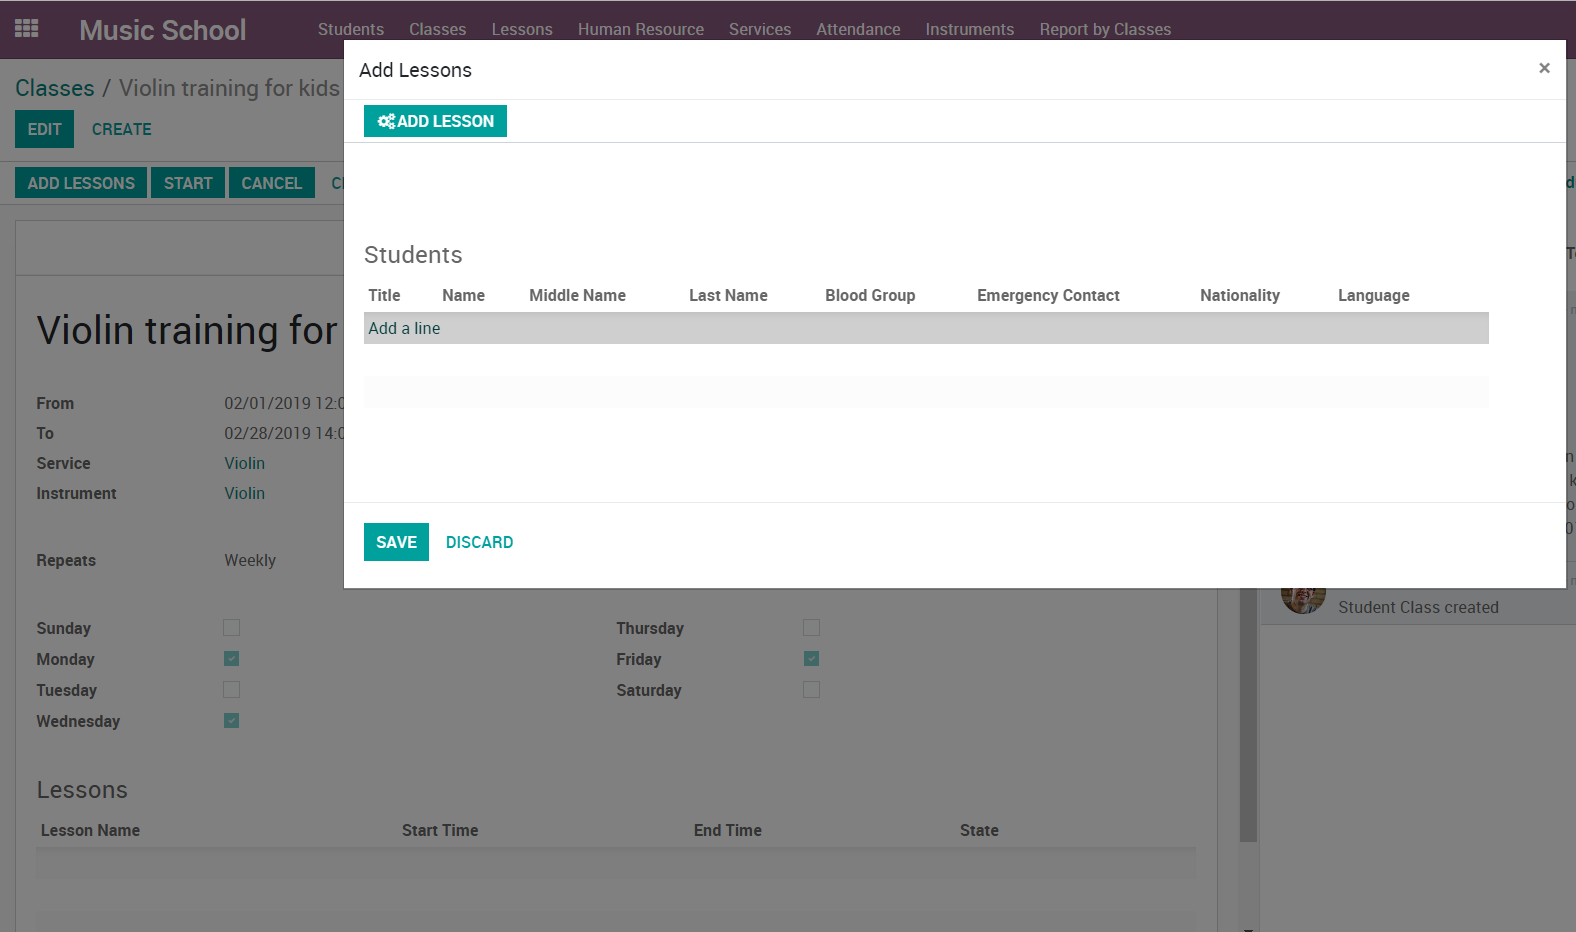 Music School Students Classes Lessons Human Resource Services Attendance Instruments Report by Classes
Classes / Violin training for kids
EDIT CREATE
ADD LESSONS START CANCEL
Violin training for
From 02/01/2019 12:0
To 02/28/2019 14:0
Service Violin
Instrument Violin
Repeats Weekly
Sunday Thursday
Monday Friday
Tuesday Saturday
Wednesday
Lessons
Lesson Name Start Time End Time State
Add Lessons ×
ADD LESSON
Students
Title Name Middle Name Last Name Blood Group Emergency Contact Nationality Language
Add a line
SAVE DISCARD
Student Class created